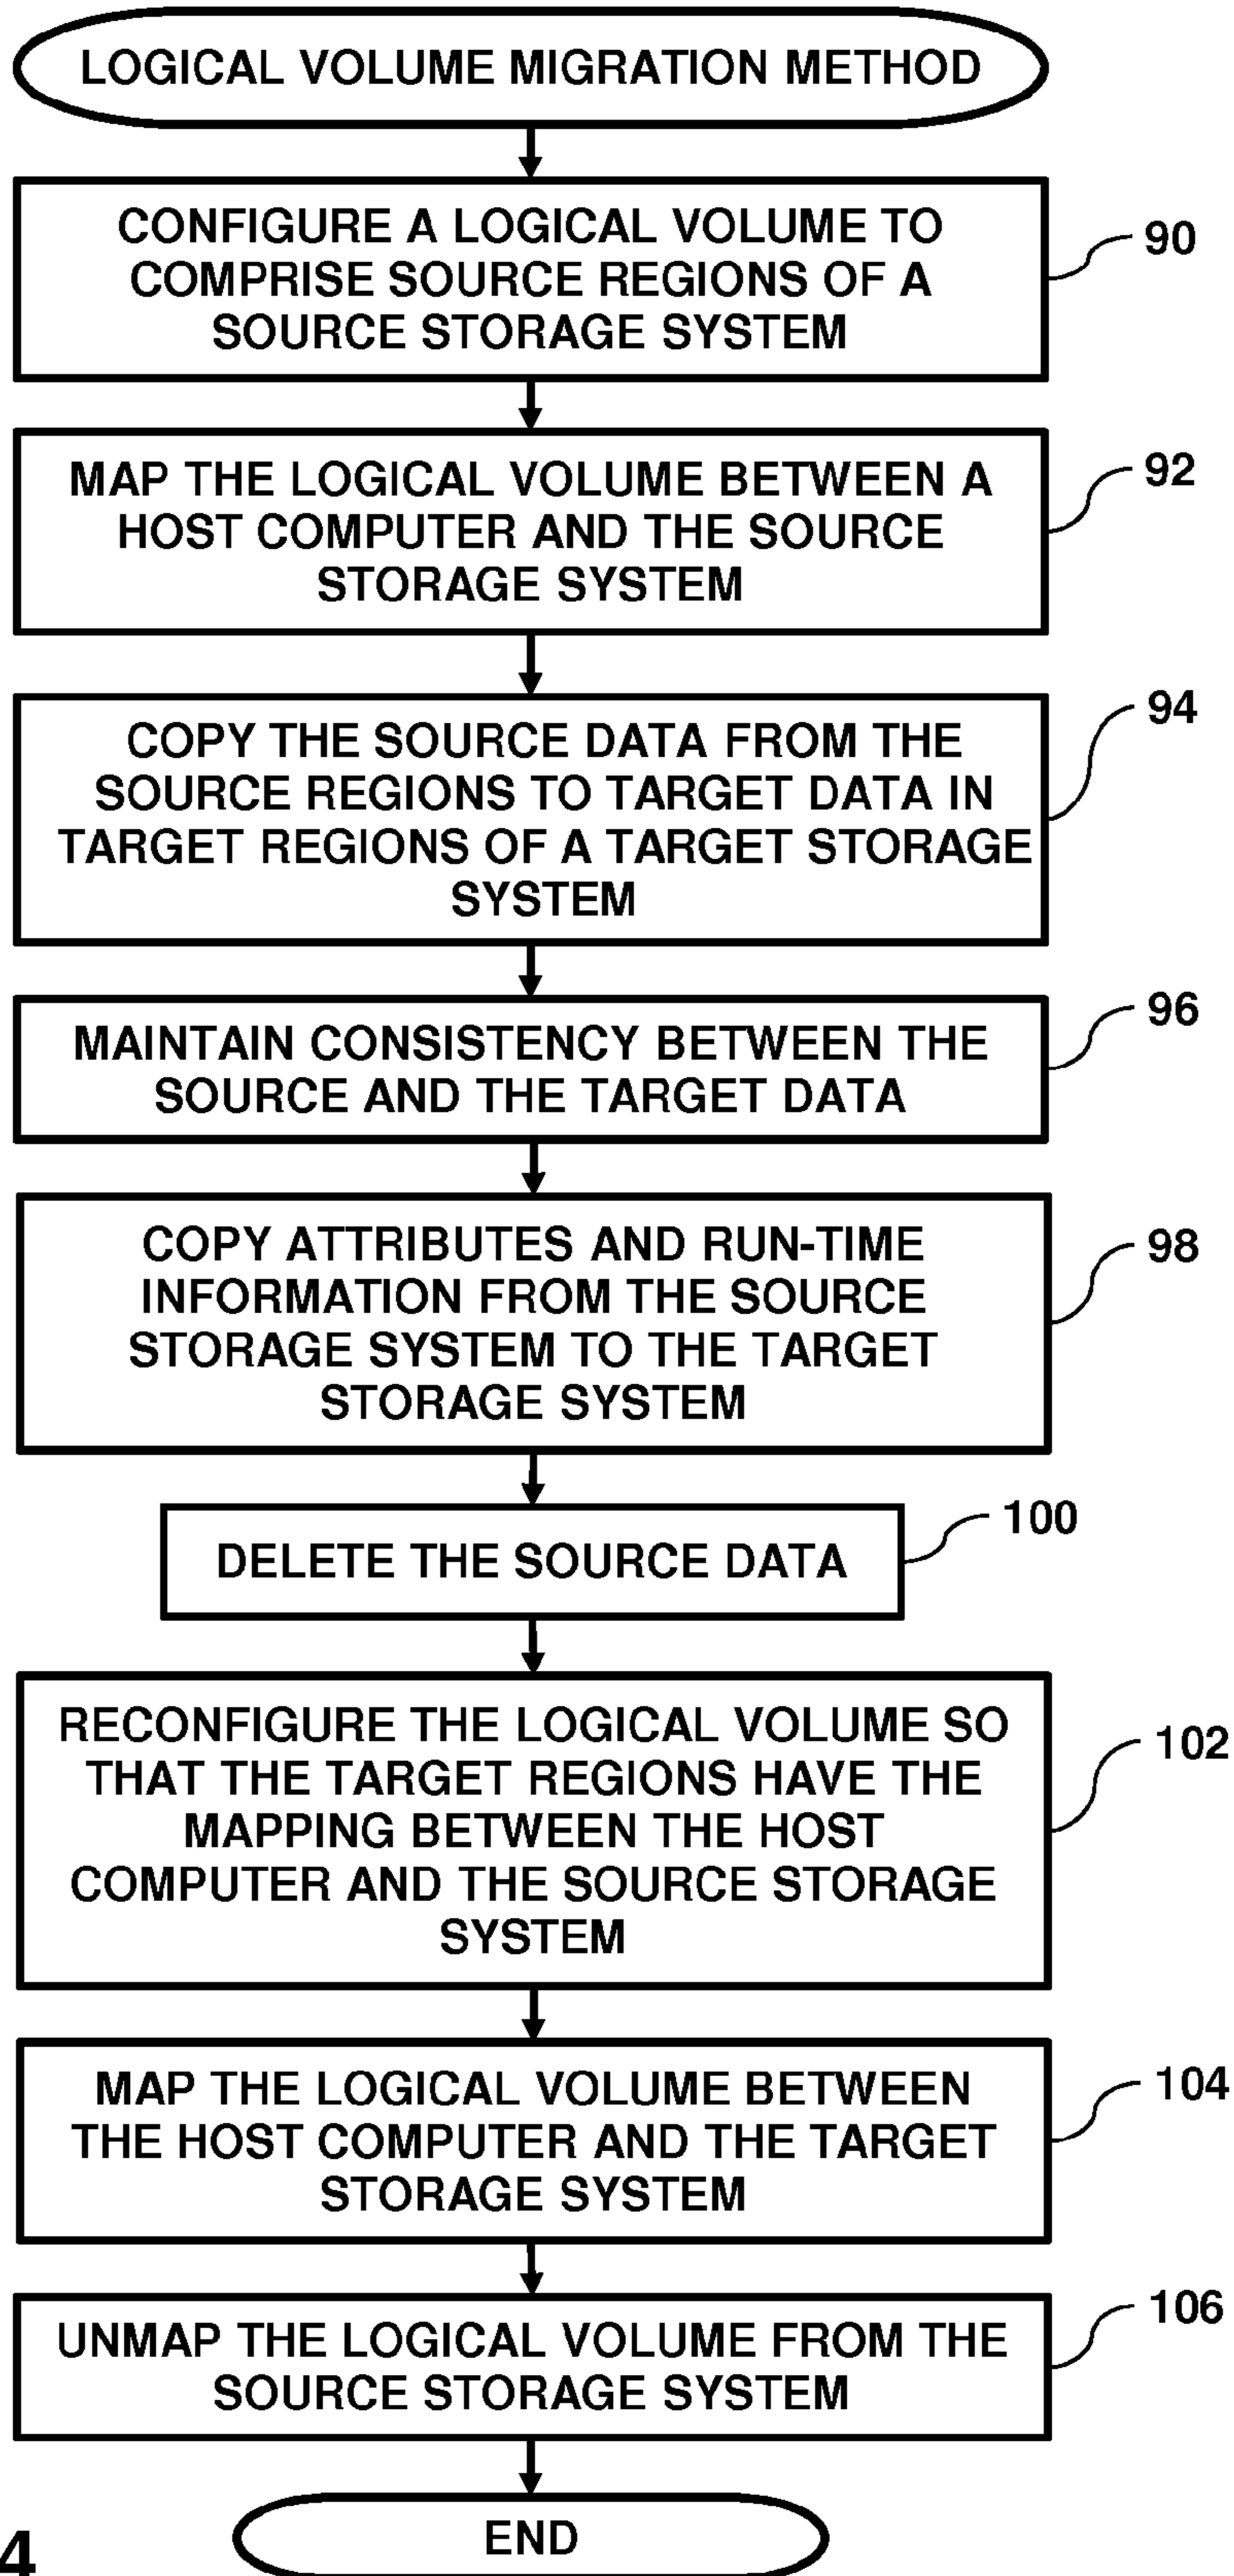 LOGICAL VOLUME MIGRATION METHOD
CONFIGURE A LOGICAL VOLUME TO
COMPRISE SOURCE REGIONS OF A
SOURCE STORAGE SYSTEM
90
MAP THE LOGICAL VOLUME BETWEEN A
HOST COMPUTER AND THE SOURCE
STORAGE SYSTEM
92
COPY THE SOURCE DATA FROM THE
SOURCE REGIONS TO TARGET DATA IN
TARGET REGIONS OF A TARGET STORAGE
SYSTEM
94
MAINTAIN CONSISTENCY BETWEEN THE
SOURCE AND THE TARGET DATA
96
COPY ATTRIBUTES AND RUN-TIME
INFORMATION FROM THE SOURCE
STORAGE SYSTEM TO THE TARGET
STORAGE SYSTEM
98
DELETE THE SOURCE DATA
100
RECONFIGURE THE LOGICAL VOLUME SO
THAT THE TARGET REGIONS HAVE THE
MAPPING BETWEEN THE HOST
COMPUTER AND THE SOURCE STORAGE
SYSTEM
102
MAP THE LOGICAL VOLUME BETWEEN
THE HOST COMPUTER AND THE TARGET
STORAGE SYSTEM
104
UNMAP THE LOGICAL VOLUME FROM THE
SOURCE STORAGE SYSTEM
106
END
4